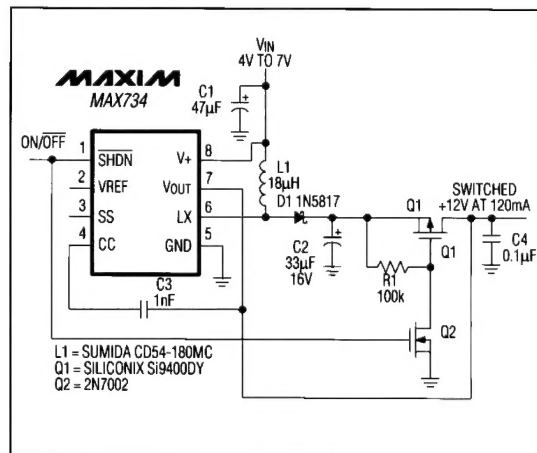 VIN
4V TO 7V
MAXIM
MAX734
C1
47µF
ON/OFF
1
SHDN
V+
8
2
VREF
VOUT
7
3
SS
LX
6
4
CC
GND
5
L1
18µH
D1 1N5817
C2
33µF
16V
Q1
SWITCHED
+12V AT 120mA
Q1
C4
0.1µF
R1
100k
C3
1nF
Q2
L1 = SUMIDA CD54-180MC
Q1 = SILICONIX Si9400DY
Q2 = 2N7002